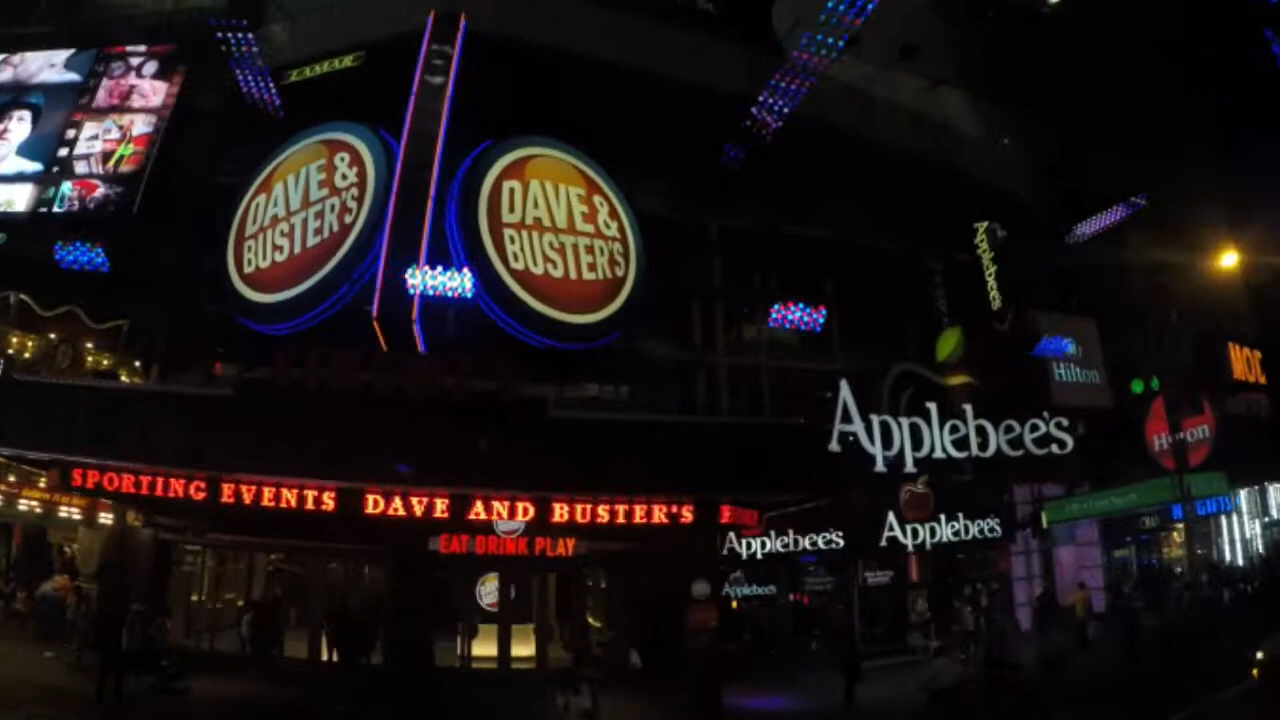 LAMAR
DAVE &
BUSTER'S
DAVE &
BUSTER'S
Applebee's
Hilton
Applebee's
Hilton
SPORTING EVENTS DAVE AND BUSTER'S
EAT DRINK PLAY
Applebee's
Applebee's
Applebee's
GIFTS